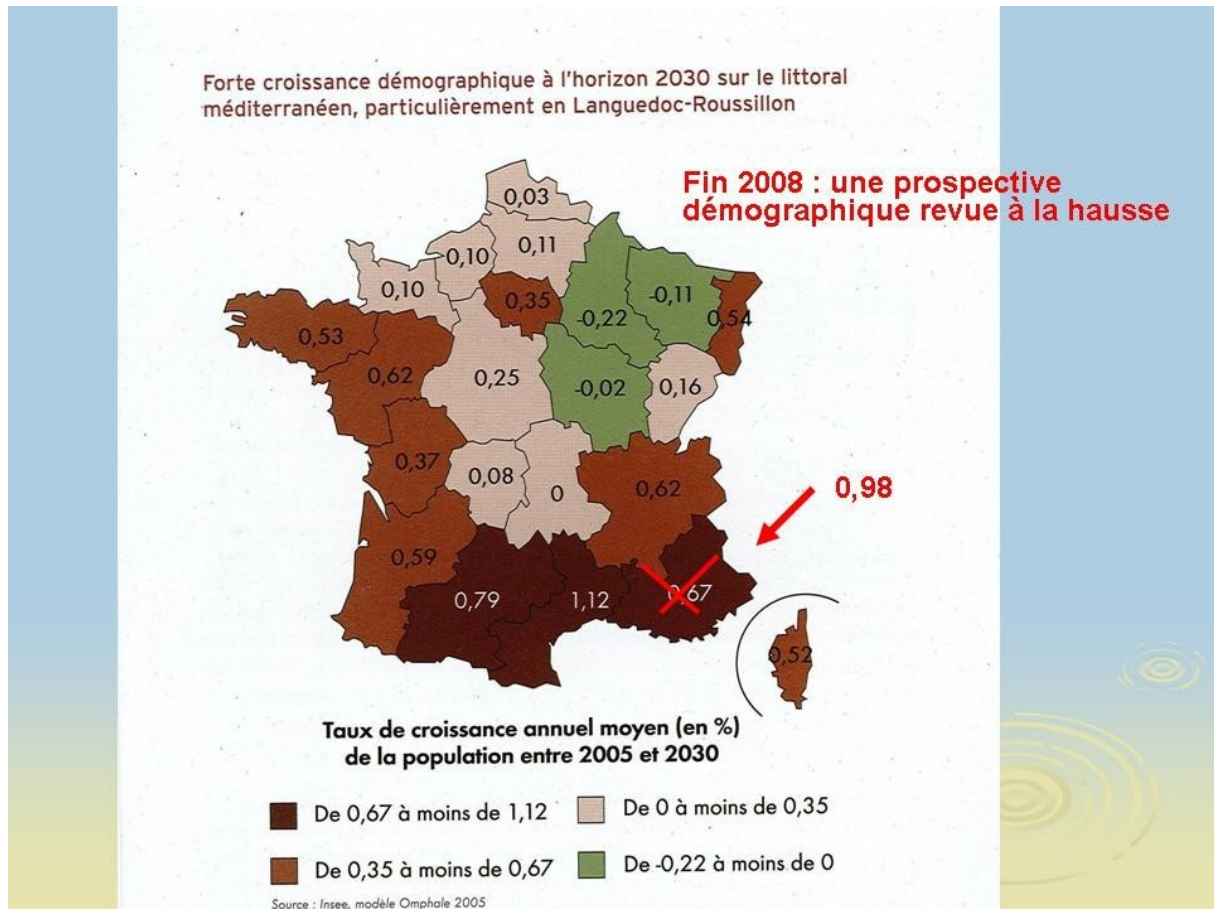 Forte croissance démographique à l'horizon 2030 sur le littoral
méditerranéen, particulièrement en Languedoc-Roussillon
Fin 2008 : une prospective
démographique revue à la hausse
0,03
0,11
0,10
0,10
0,35
-0,22
-0,11
0,54
0,53
0,62
0,25
-0,02
0,16
0,37
0,08
0
0,62
0,98
0,59
0,79
1,12
0,67
0,52
Taux de croissance annuel moyen (en %)
de la population entre 2005 et 2030
De 0,67 à moins de 1,12
De 0 à moins de 0,35
De 0,35 à moins de 0,67
De -0,22 à moins de 0
Source : Insee, modèle Omphale 2005